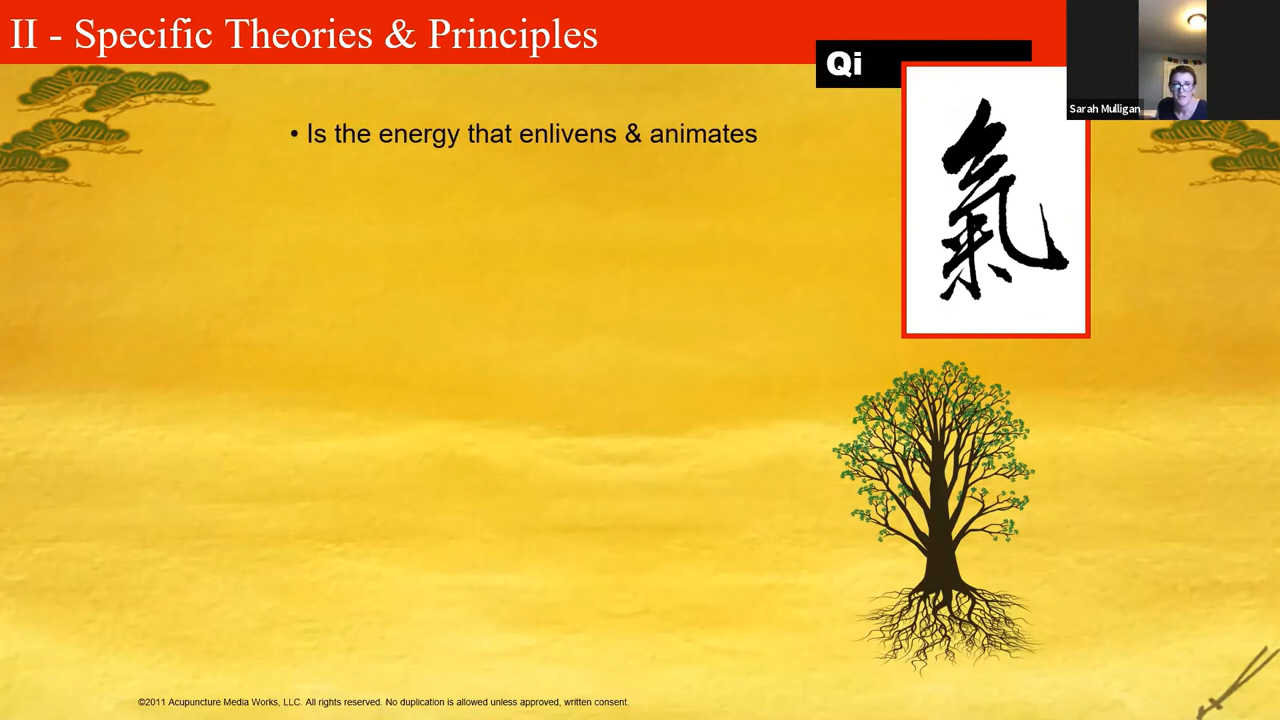 II - Specific Theories & Principles
Qi
Sarah Mulligan
• Is the energy that enlivens & animates
氣
©2011 Acupuncture Media Works, LLC. All rights reserved. No duplication is allowed unless approved, written consent.